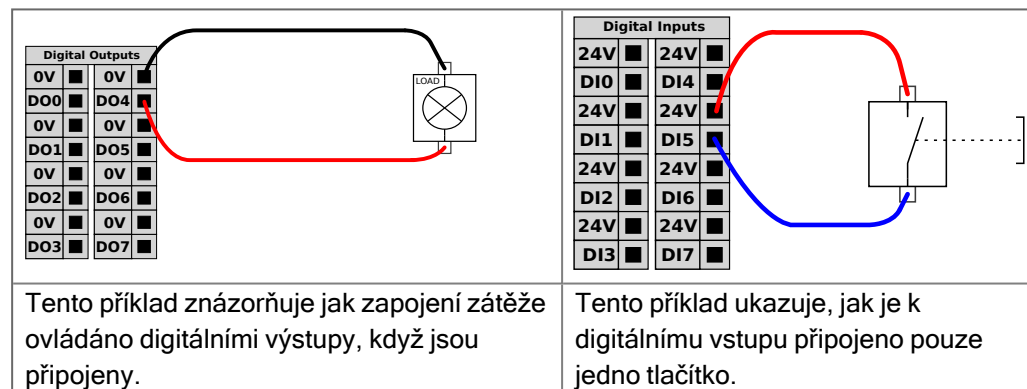 Digital Outputs
0V 0V
DO0 DO4
0V 0V
DO1 DO5
0V 0V
DO2 DO6
0V 0V
DO3 DO7
LOAD
Digital Inputs
24V 24V
DI0 DI4
24V 24V
DI1 DI5
24V 24V
DI2 DI6
24V 24V
DI3 DI7
Tento příklad znázorňuje jak zapojení zátěže
ovládáno digitálními výstupy, když jsou
připojeny.
Tento příklad ukazuje, jak je k
digitálnímu vstupu připojeno pouze
jedno tlačítko.